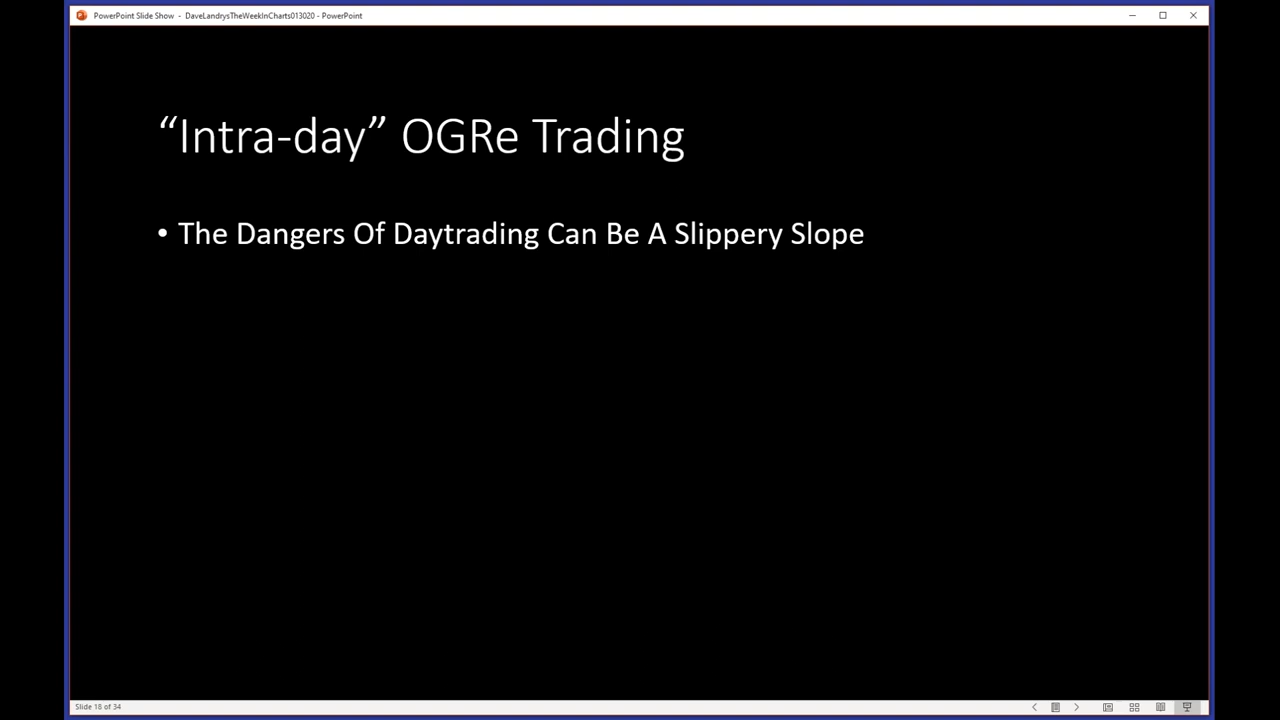 PowerPoint Slide Show - DaveLandrysTheWeekInCharts013020 - PowerPoint
“Intra-day” OGRe Trading
• The Dangers Of Daytrading Can Be A Slippery Slope
Slide 18 of 34